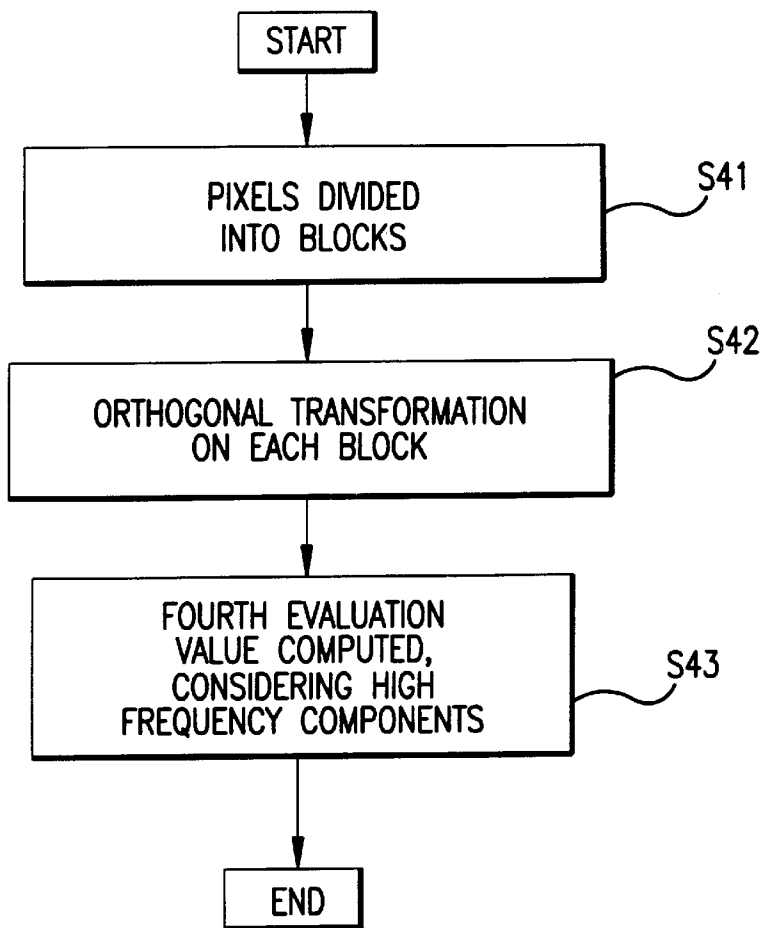 START
PIXELS DIVIDED
INTO BLOCKS
S41
ORTHOGONAL TRANSFORMATION
ON EACH BLOCK
S42
FOURTH EVALUATION
VALUE COMPUTED,
CONSIDERING HIGH
FREQUENCY COMPONENTS
S43
END